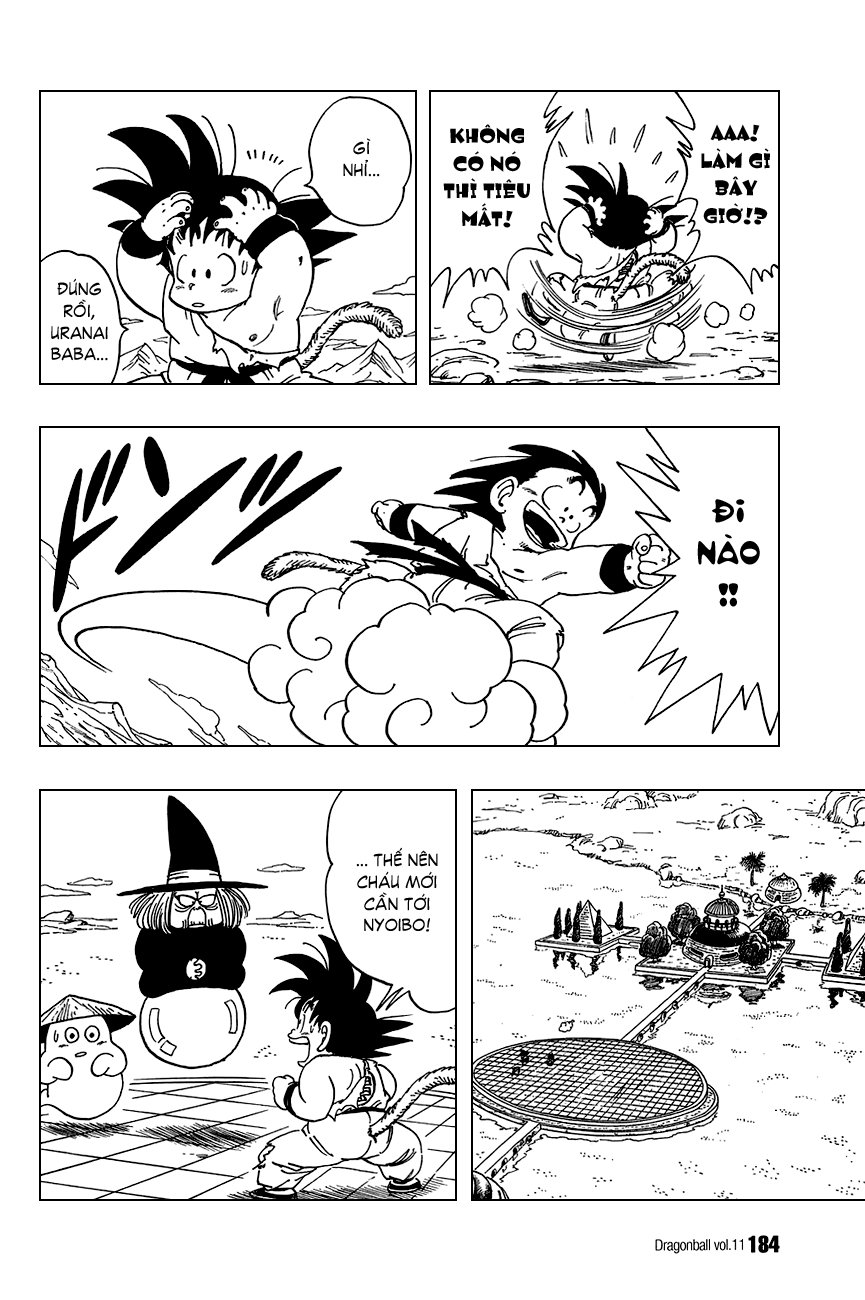 AAA!
LÀM GÌ
BÂY
GIỜ!?
KHÔNG
CÓ NÓ
THÌ TIÊU
MẤT!
GÌ
NHỈ...
ĐÚNG
RỒI,
URANAI
BABA...
ĐI
NÀO
!!
ドンッ
... THẾ NÊN
CHÁU MỚI
CẦN TỚI
NYOIBO!
Dragonball vol.11 184